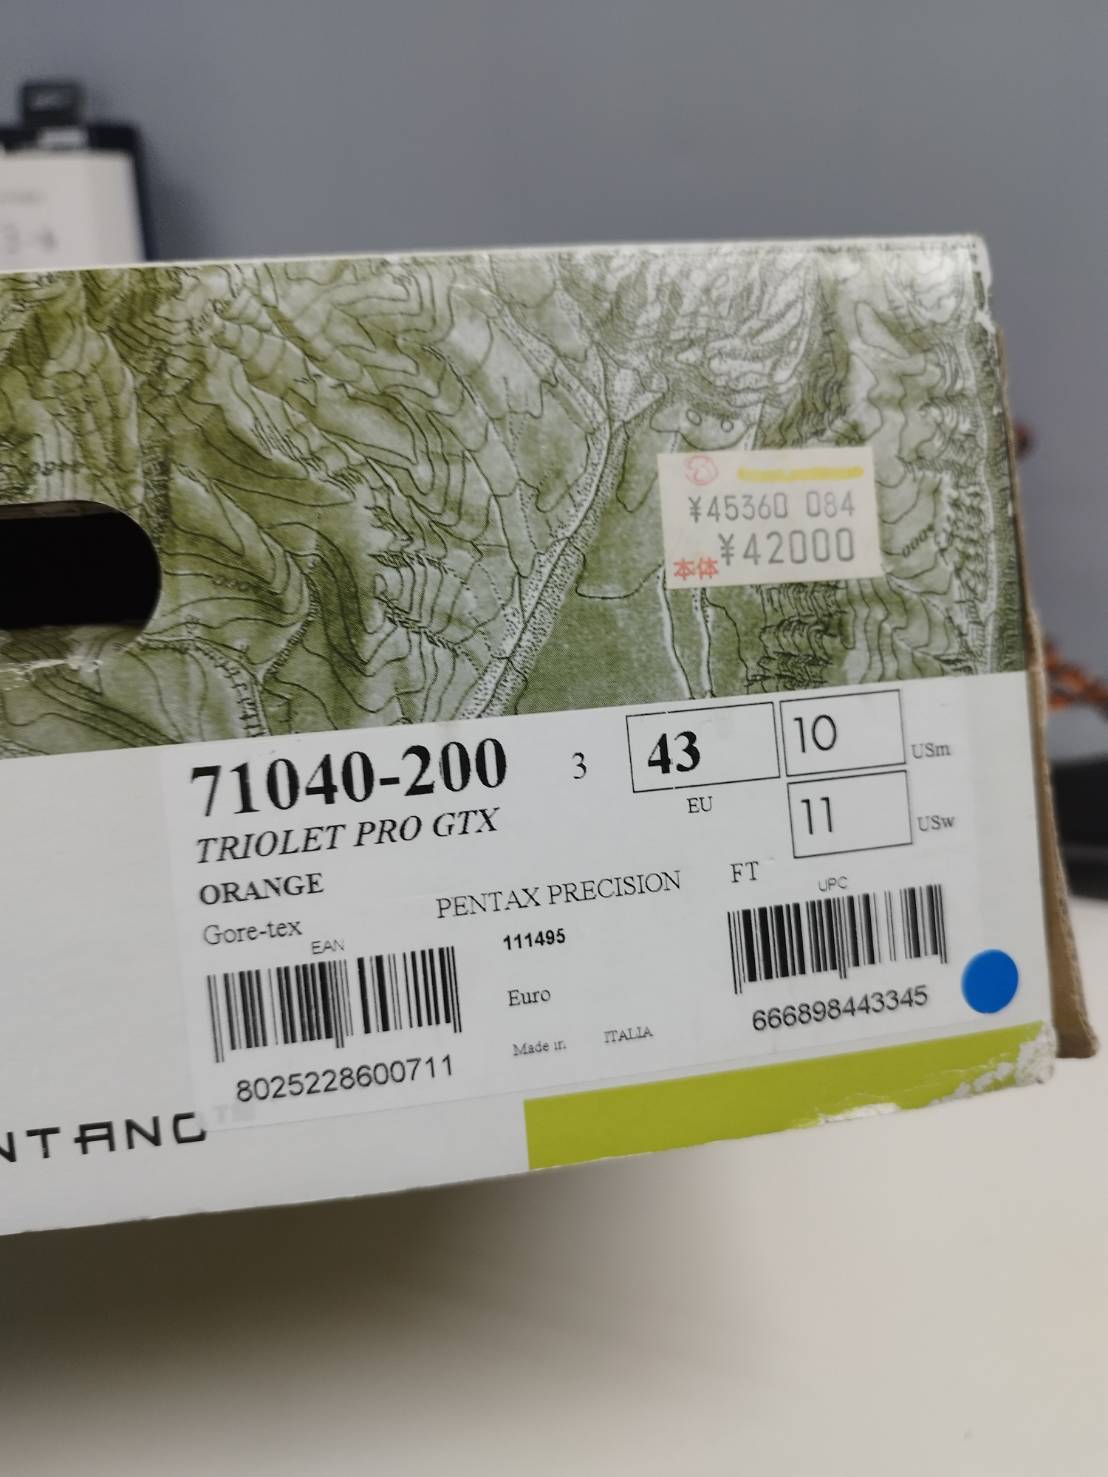 ¥45360 084
本体 ¥42000
71040-200 3 43 10 USm
EU 11 USw
TRIOLET PRO GTX
ORANGE PENTAX PRECISION FT
Gore-tex
EAN 111495 UPC
Euro
Made in ITALIA
8025228600711 666898443345
NTANO